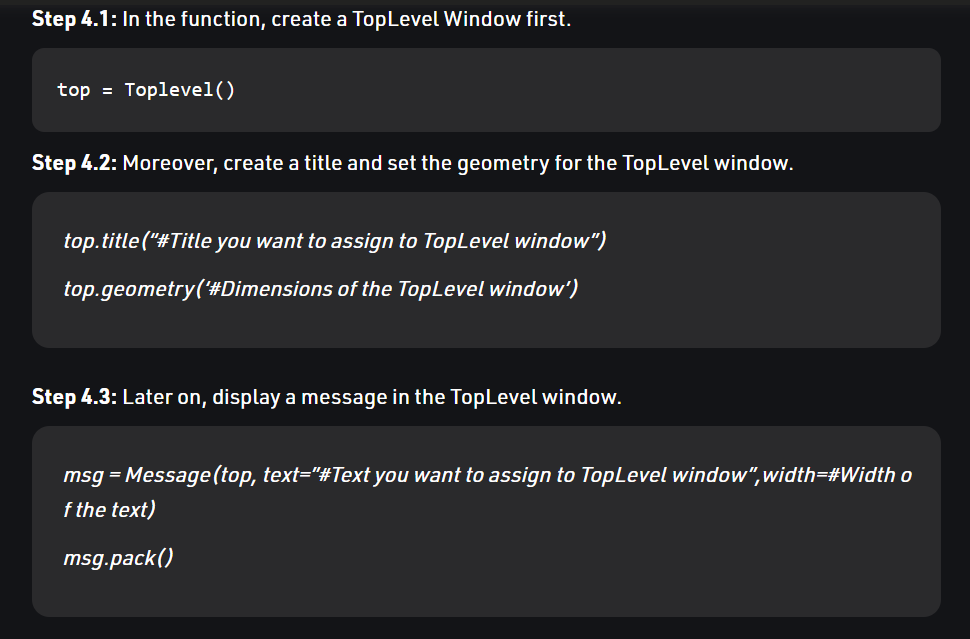 Step 4.1: In the function, create a TopLevel Window first.
top = Toplevel()
Step 4.2: Moreover, create a title and set the geometry for the TopLevel window.
top.title(“#Title you want to assign to TopLevel window”)
top.geometry(‘#Dimensions of the TopLevel window’)
Step 4.3: Later on, display a message in the TopLevel window.
msg = Message(top, text=”#Text you want to assign to TopLevel window“,width=#Width o
f the text)
msg.pack()